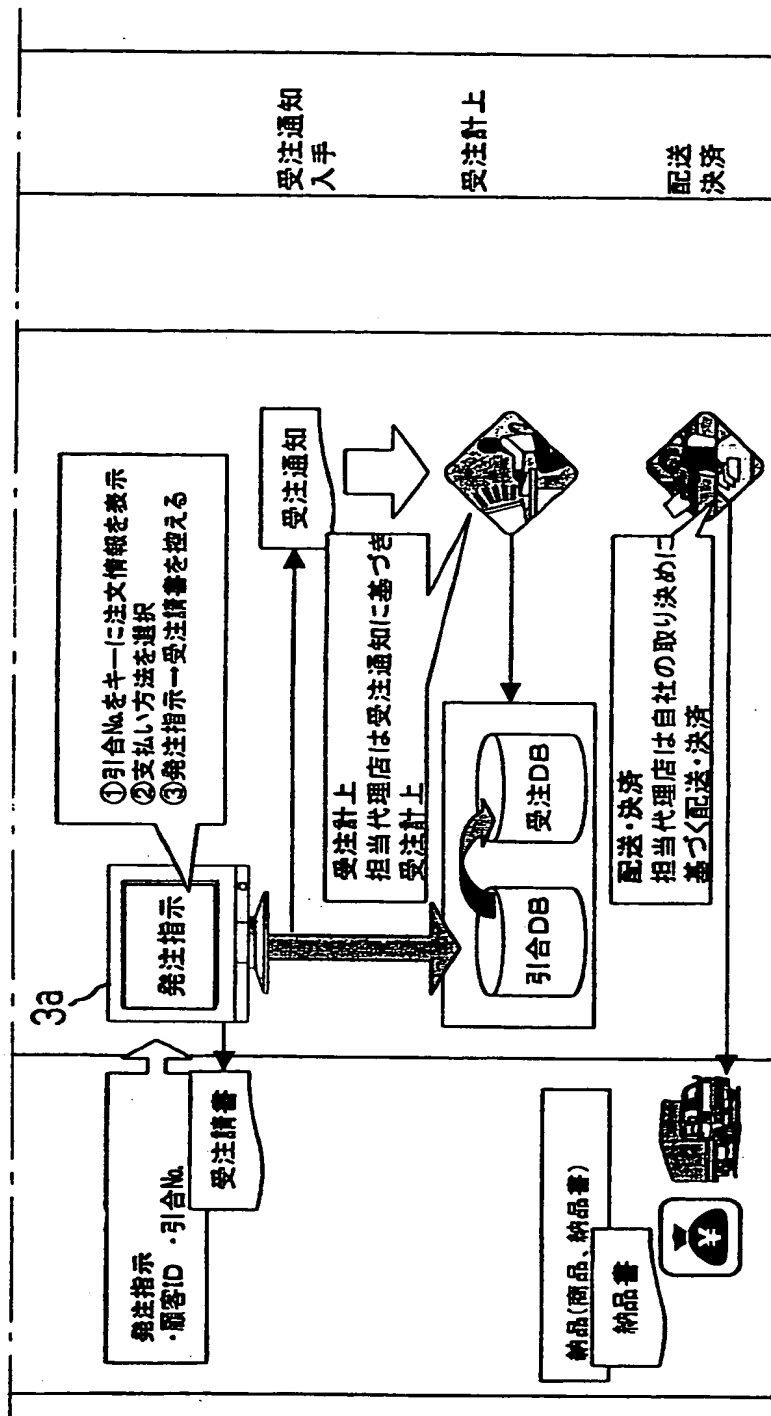 発注指示
・顧客ID ・引合No.
受注請書
3a
発注指示
①引合No.をキーに注文情報を表示
②支払い方法を選択
③発注指示→受注請書を控える
受注通知
受注通知
入手
受注計上
担当代理店は受注通知に基づき
受注計上
引合DB
受注DB
受注計上
納品(商品、納品書)
納品書
¥
配送・決済
担当代理店は自社の取り決めに
基づく配送・決済
配送
決済